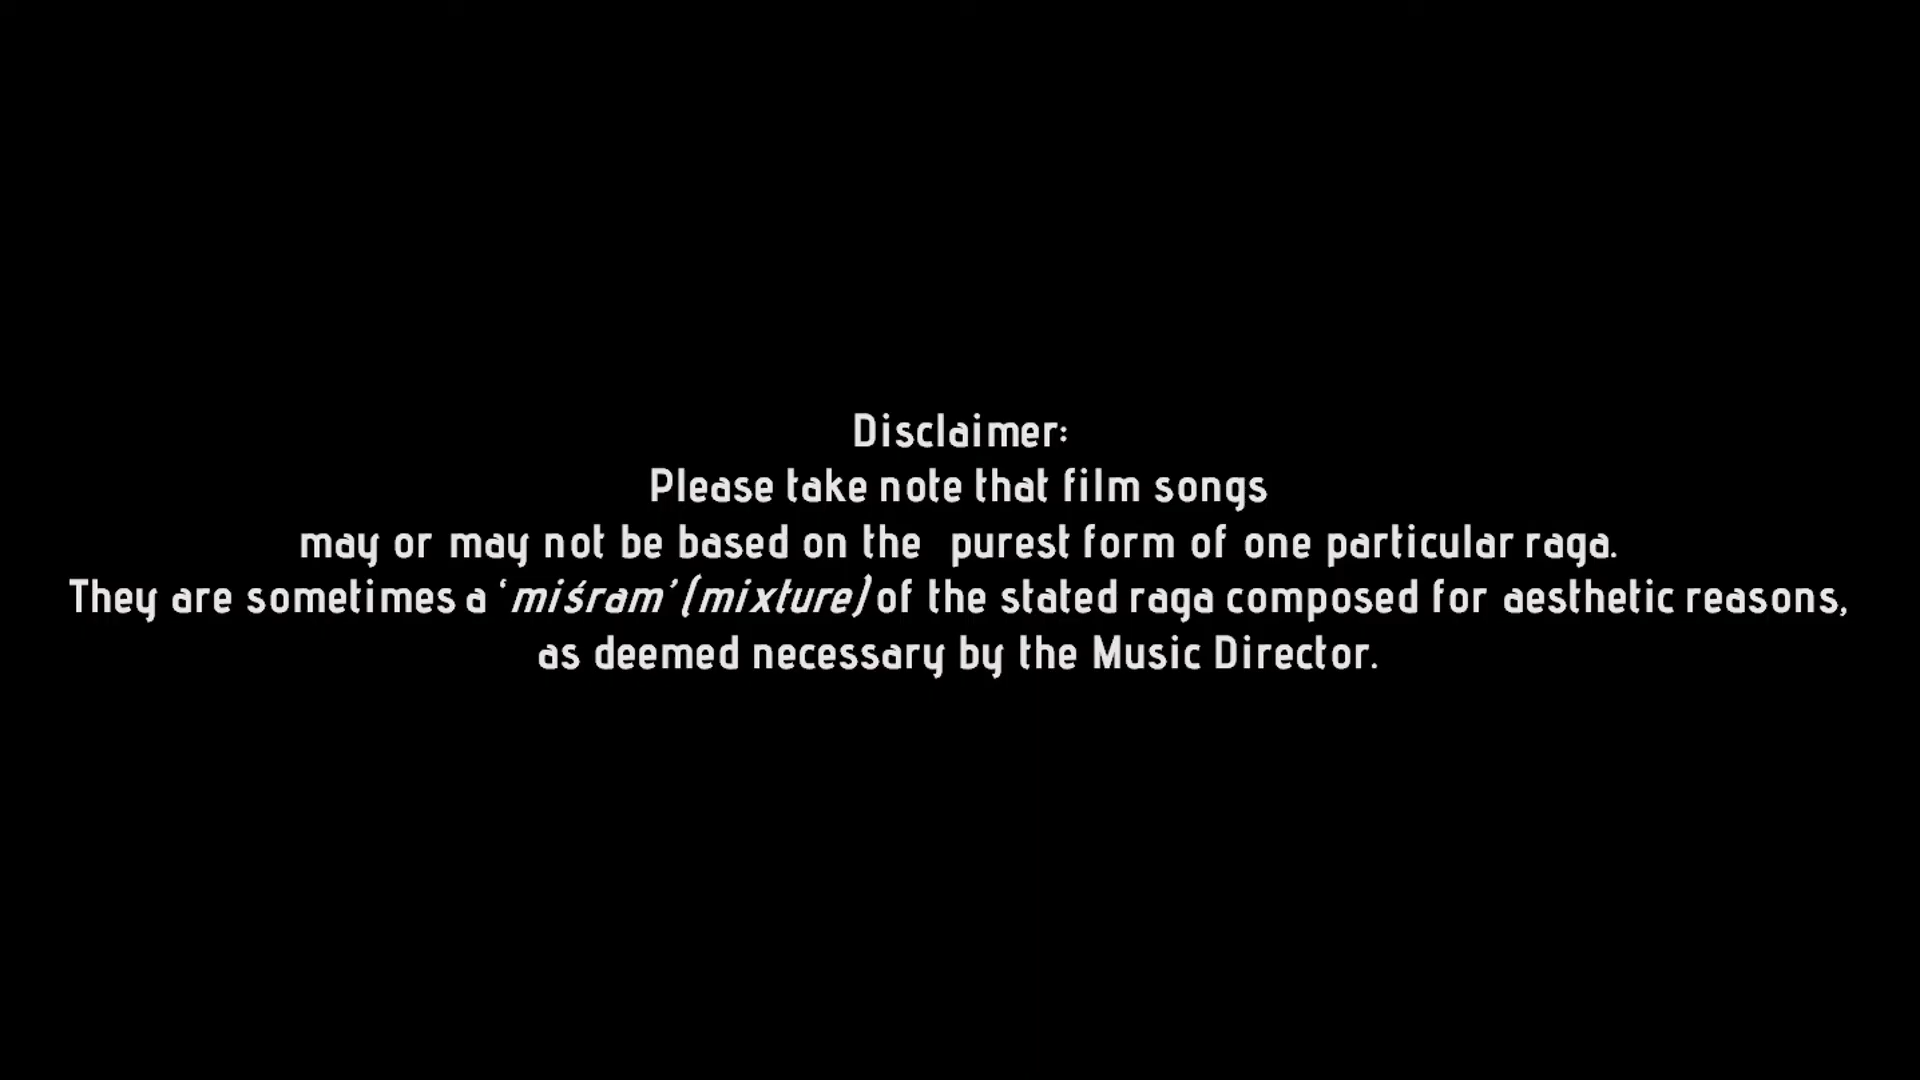 Disclaimer:
Please take note that film songs
may or may not be based on the purest form of one particular raga.
They are sometimes a ‘miśram’ (mixture) of the stated raga composed for aesthetic reasons,
as deemed necessary by the Music Director.